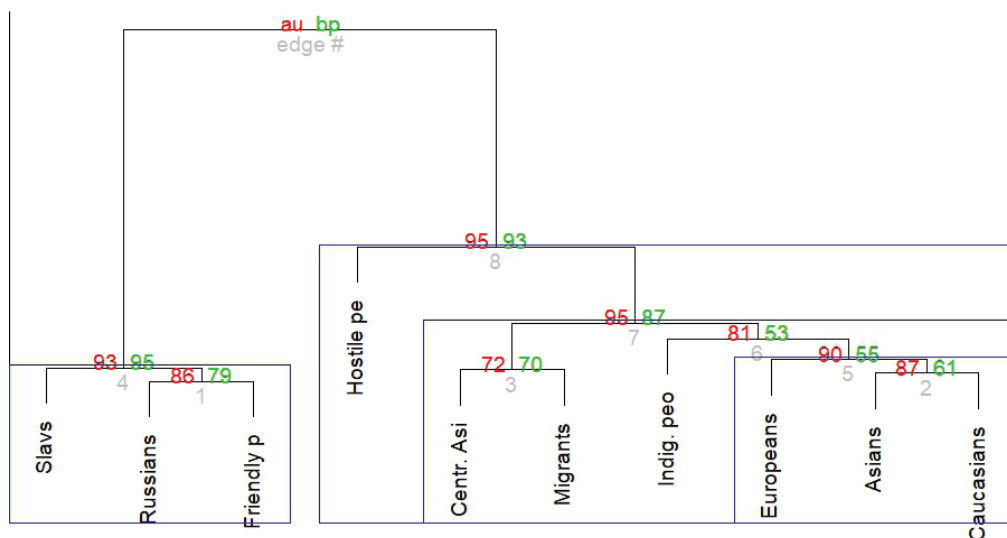 au bp
edge #
95 93
8
95 87
7
81 53
6
93 95
4
86 79
1
72 70
3
90 55
5
87 61
2
Slavs
Russians
Friendly p
Hostile pe
Centr. Asi
Migrants
Indig. peo
Europeans
Asians
Caucasians